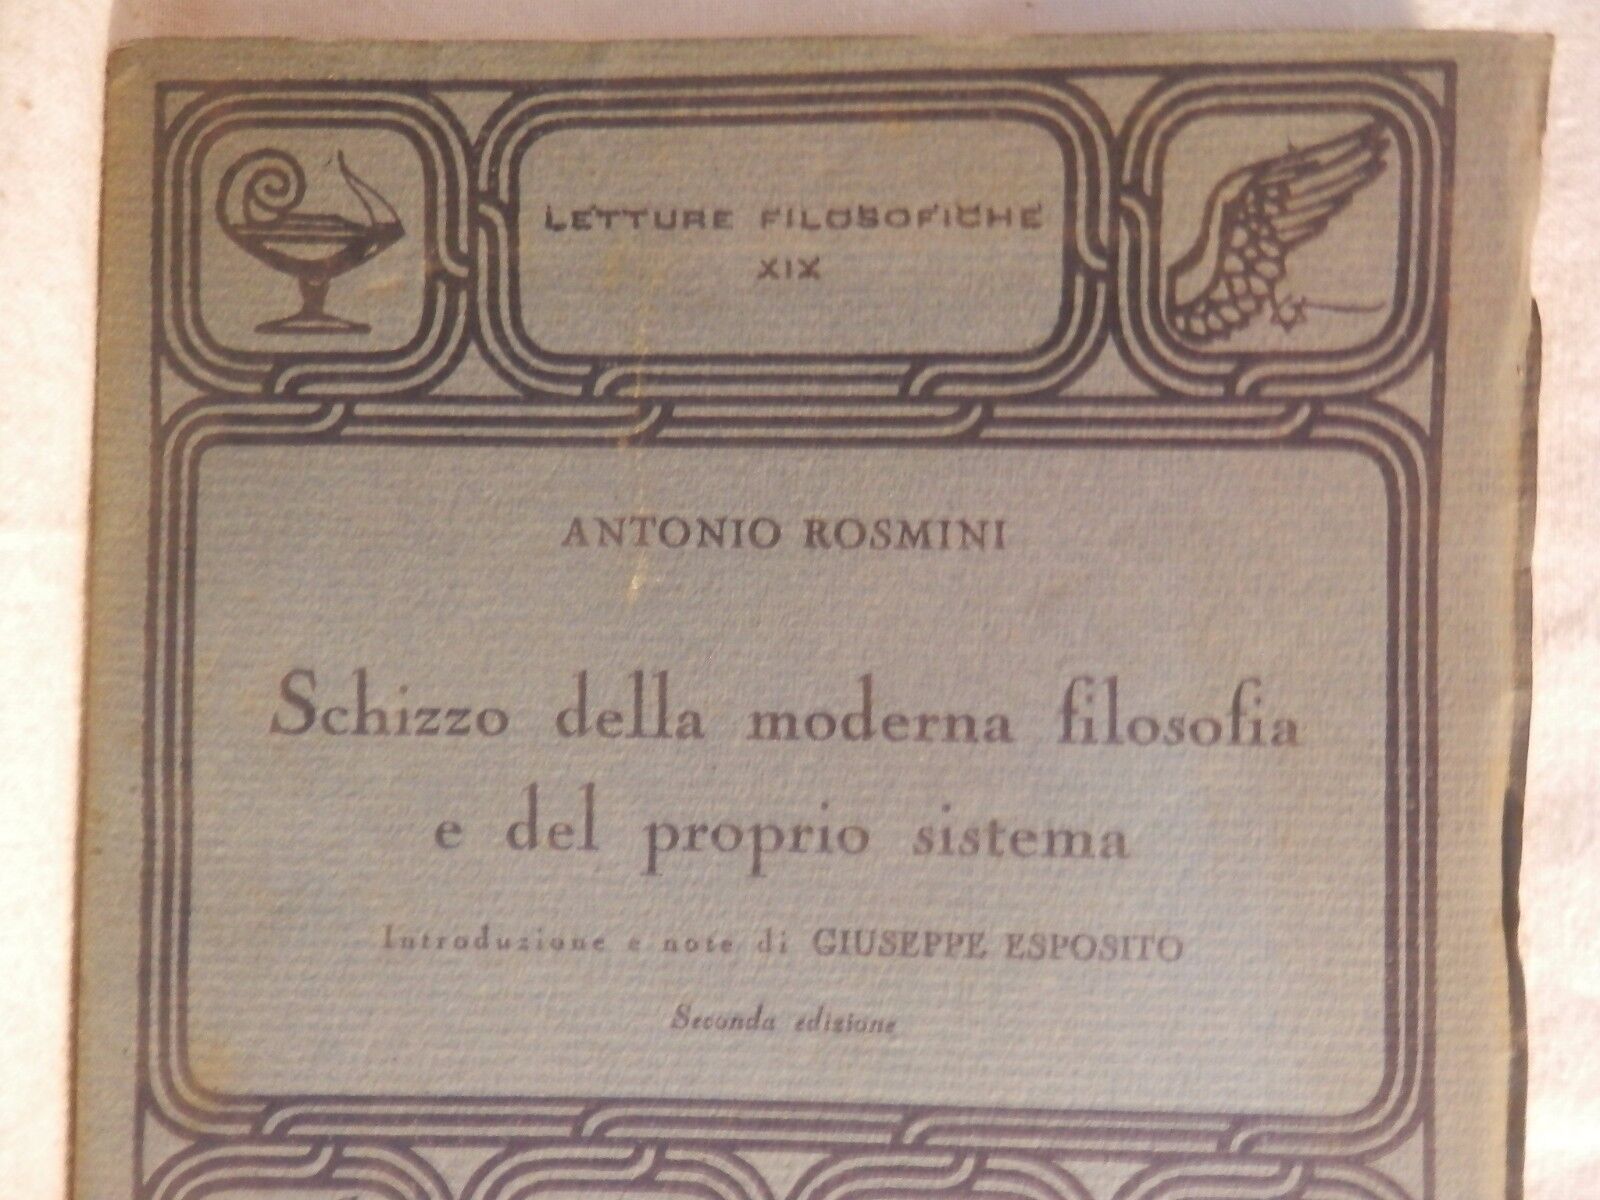 LETTURE FILOSOFICHE
XIX
ANTONIO ROSMINI
Schizzo della moderna filosofia
e del proprio sistema
Introduzione e note di GIUSEPPE ESPOSITO
Seconda edizione